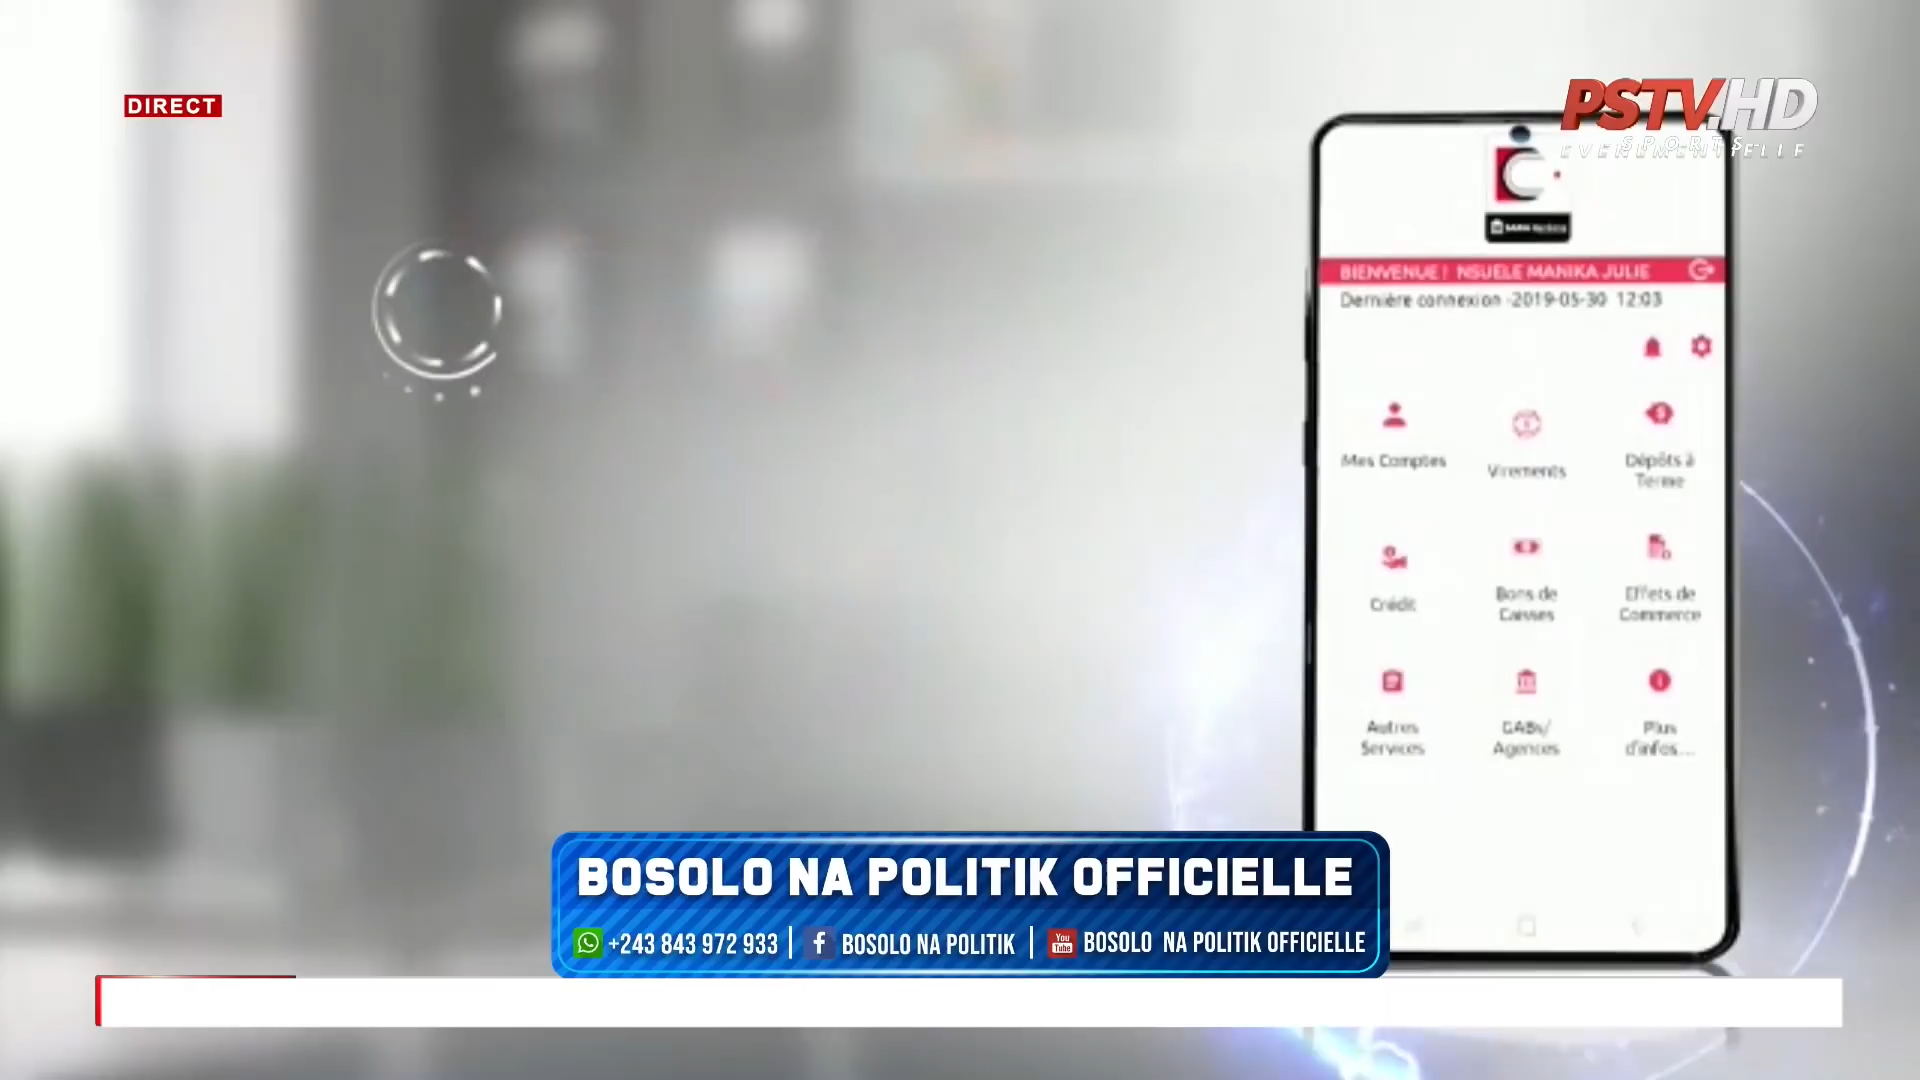 DIRECT
PSTV.HD
BIENVENUE ! NSUELE MANIKA JULIE
Dernière connexion -2019-05-30 12:03
Mes Comptes
Virements
Dépôts à
Terme
Crédit
Bons de
Caisses
Effets de
Commerce
Autres
Services
GABs/
Agences
Plus
d'infos...
BOSOLO NA POLITIK OFFICIELLE
+243 843 972 933 | f BOSOLO NA POLITIK | You Tube BOSOLO NA POLITIK OFFICIELLE